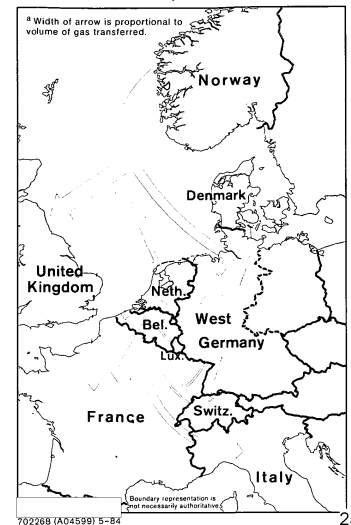 a Width of arrow is proportional to
volume of gas transferred.
Norway
Denmark
United
Kingdom
Neth.
Bel.
West
Germany
Lux.
France
Switz.
Italy
Boundary representation is
not necessarily authoritative.
702268 (A04599) 5-84
2